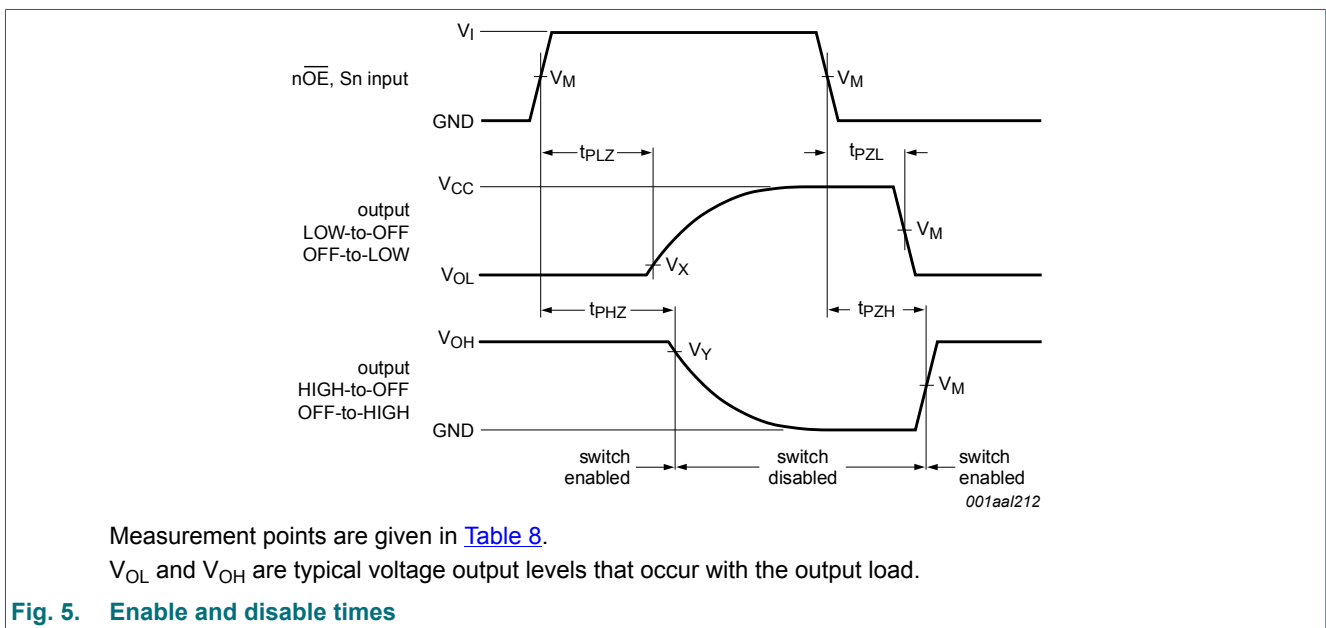 V_I
nO̅E̅, Sn input
V_M
V_M
GND
t_PLZ
t_PZL
V_CC
output
LOW-to-OFF
OFF-to-LOW
V_M
V_X
V_OL
t_PHZ
t_PZH
V_OH
V_Y
output
HIGH-to-OFF
OFF-to-HIGH
V_M
GND
switch
enabled
switch
disabled
switch
enabled
001aal212
Measurement points are given in Table 8.
V_OL and V_OH are typical voltage output levels that occur with the output load.
Fig. 5. Enable and disable times